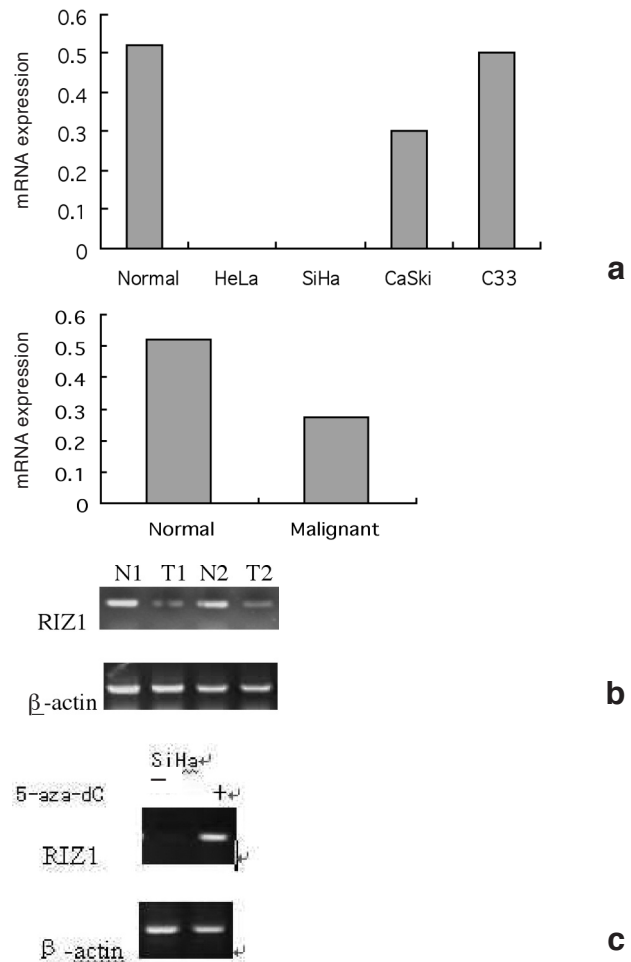 0.6
0.5
0.4
0.3
0.2
0.1
0
mRNA expression
Normal HeLa SiHa CaSki C33
a
0.6
0.5
0.4
0.3
0.2
0.1
0
mRNA expression
Normal Malignant
N1 T1 N2 T2
RIZ1
β-actin
b
SiHa↵
5-aza-dC − +↵
RIZ1 ↵
β-actin ↵
c